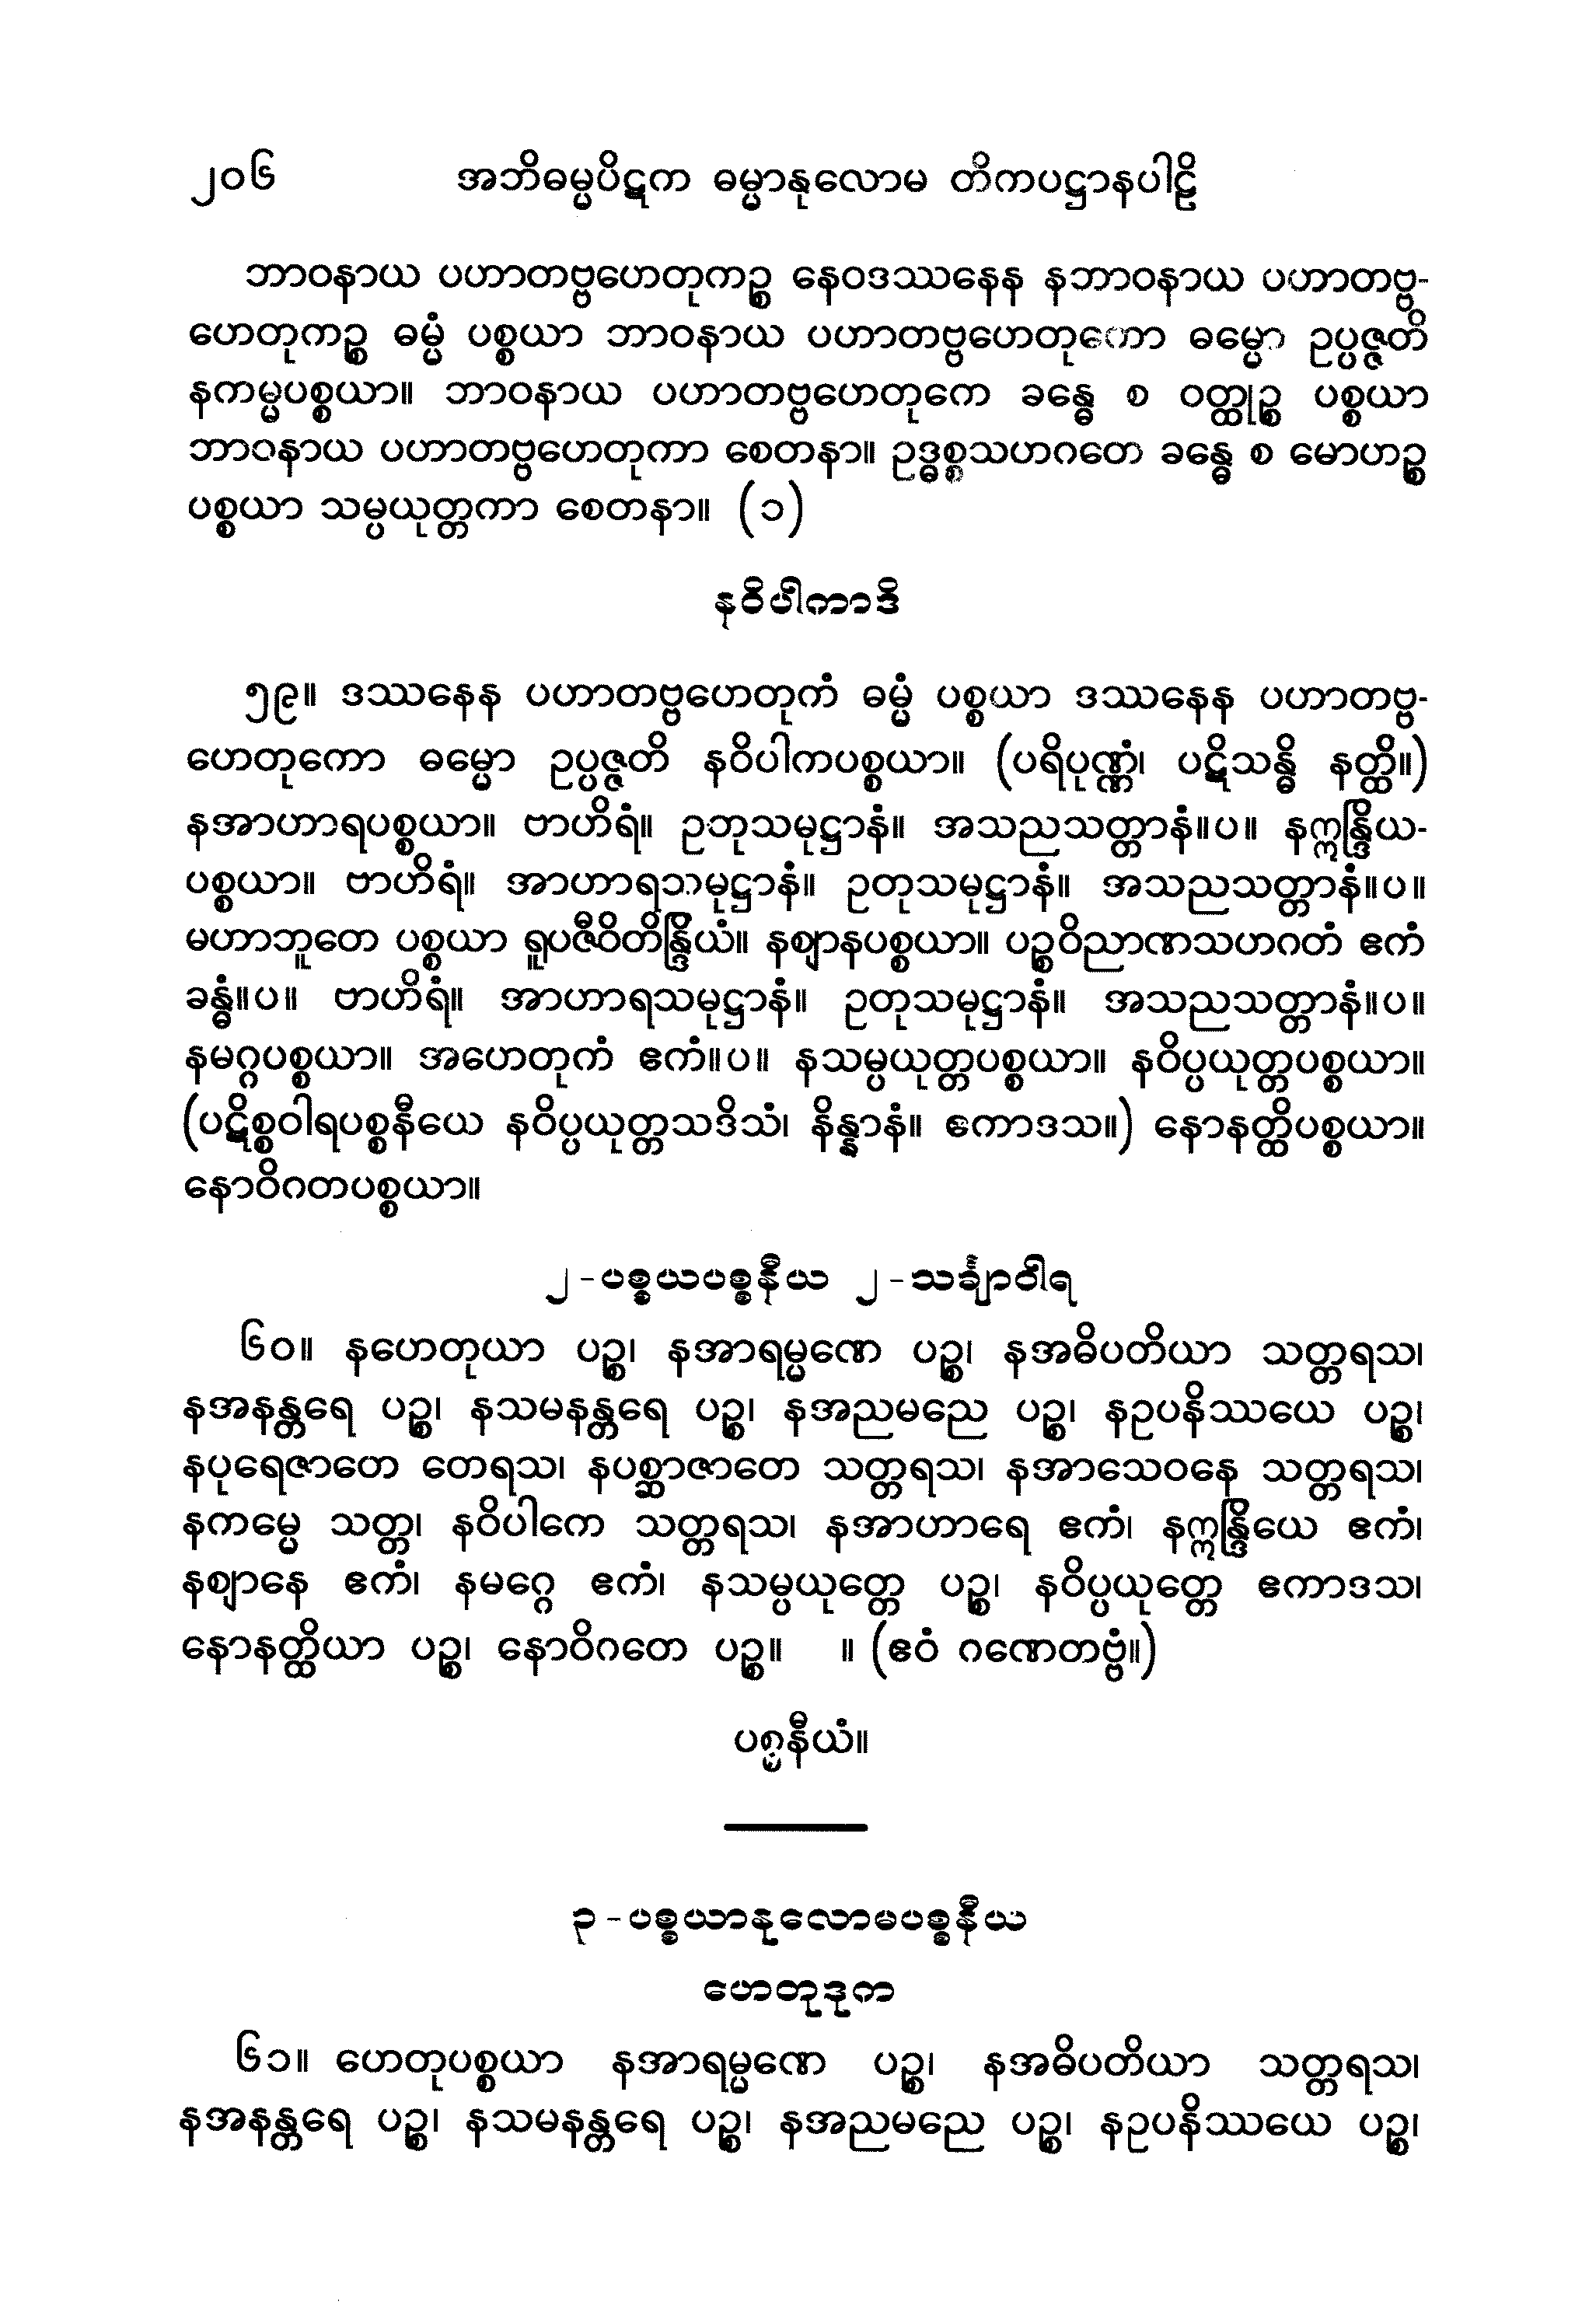 ၂၀၆ အဘိဓမ္မပိဋက ဓမ္မာနုလောမ တိကပဋ္ဌာနပါဠိ
ဘာဝနာယ ပဟာတဗ္ဗဟေတုကဉ္စ နေဝဒဿနေန နဘာဝနာယ ပဟာတဗ္ဗ-
ဟေတုကဉ္စ ဓမ္မံ ပစ္စယာ ဘာဝနာယ ပဟာတဗ္ဗဟေတုကော ဓမ္မော ဥပ္ပဇ္ဇတိ
နကမ္မပစ္စယာ။ ဘာဝနာယ ပဟာတဗ္ဗဟေတုကေ ခန္ဓေ စ ဝတ္ထုဉ္စ ပစ္စယာ
ဘာဝနာယ ပဟာတဗ္ဗဟေတုကာ စေတနာ။ ဥဒ္ဓစ္စသဟဂတေ ခန္ဓေ စ မောဟဉ္စ
ပစ္စယာ သမ္ပယုတ္တကာ စေတနာ။ (၁)
နဝိပါကာဒိ
၅၉။ ဒဿနေန ပဟာတဗ္ဗဟေတုကံ ဓမ္မံ ပစ္စယာ ဒဿနေန ပဟာတဗ္ဗ-
ဟေတုကော ဓမ္မော ဥပ္ပဇ္ဇတိ နဝိပါကပစ္စယာ။ (ပရိပုဏ္ဏံ၊ ပဋိသန္ဓိ နတ္ထိ။)
နအာဟာရပစ္စယာ။ ဗာဟိရံ။ ဥဘုသမုဋ္ဌာနံ။ အသညသတ္တာနံ။ပ။ နဣန္ဒြိယ-
ပစ္စယာ။ ဗာဟိရံ။ အာဟာရသမုဋ္ဌာနံ။ ဥတုသမုဋ္ဌာနံ။ အသညသတ္တာနံ။ပ။
မဟာဘူတေ ပစ္စယာ ရူပဇီဝိတိန္ဒြိယံ။ နဈာနပစ္စယာ။ ပဉ္စဝိညာဏသဟဂတံ ဧကံ
ခန္ဓံ။ပ။ ဗာဟိရံ။ အာဟာရသမုဋ္ဌာနံ။ ဥတုသမုဋ္ဌာနံ။ အသညသတ္တာနံ။ပ။
နမဂ္ဂပစ္စယာ။ အဟေတုကံ ဧကံ။ပ။ နသမ္ပယုတ္တပစ္စယာ။ နဝိပ္ပယုတ္တပစ္စယာ။
(ပဋိစ္စဝါရပစ္စနီယေ နဝိပ္ပယုတ္တသဒိသံ၊ နိန္နာနံ။ ဧကာဒသ။) နောနတ္ထိပစ္စယာ။
နောဝိဂတပစ္စယာ။
၂-ပစ္စယပစ္စနီယ ၂-သင်္ချာဝါရ
၆၀။ နဟေတုယာ ပဉ္စ၊ နအာရမ္မဏေ ပဉ္စ၊ နအဓိပတိယာ သတ္တရသ၊
နအနန္တရေ ပဉ္စ၊ နသမနန္တရေ ပဉ္စ၊ နအညမညေ ပဉ္စ၊ နဥပနိဿယေ ပဉ္စ၊
နပုရေဇာတေ တေရသ၊ နပစ္ဆာဇာတေ သတ္တရသ၊ နအာသေဝနေ သတ္တရသ၊
နကမ္မေ သတ္တ၊ နဝိပါကေ သတ္တရသ၊ နအာဟာရေ ဧကံ၊ နဣန္ဒြိယေ ဧကံ၊
နဈာနေ ဧကံ၊ နမဂ္ဂေ ဧကံ၊ နသမ္ပယုတ္တေ ပဉ္စ၊ နဝိပ္ပယုတ္တေ ဧကာဒသ၊
နောနတ္ထိယာ ပဉ္စ၊ နောဝိဂတေ ပဉ္စ။ ။ (ဧဝံ ဂဏေတဗ္ဗံ။)
ပစ္စနီယံ။
၃-ပစ္စယာနုလောမပစ္စနီယ
ဟေတုဒုက
၆၁။ ဟေတုပစ္စယာ နအာရမ္မဏေ ပဉ္စ၊ နအဓိပတိယာ သတ္တရသ၊
နအနန္တရေ ပဉ္စ၊ နသမနန္တရေ ပဉ္စ၊ နအညမညေ ပဉ္စ၊ နဥပနိဿယေ ပဉ္စ၊